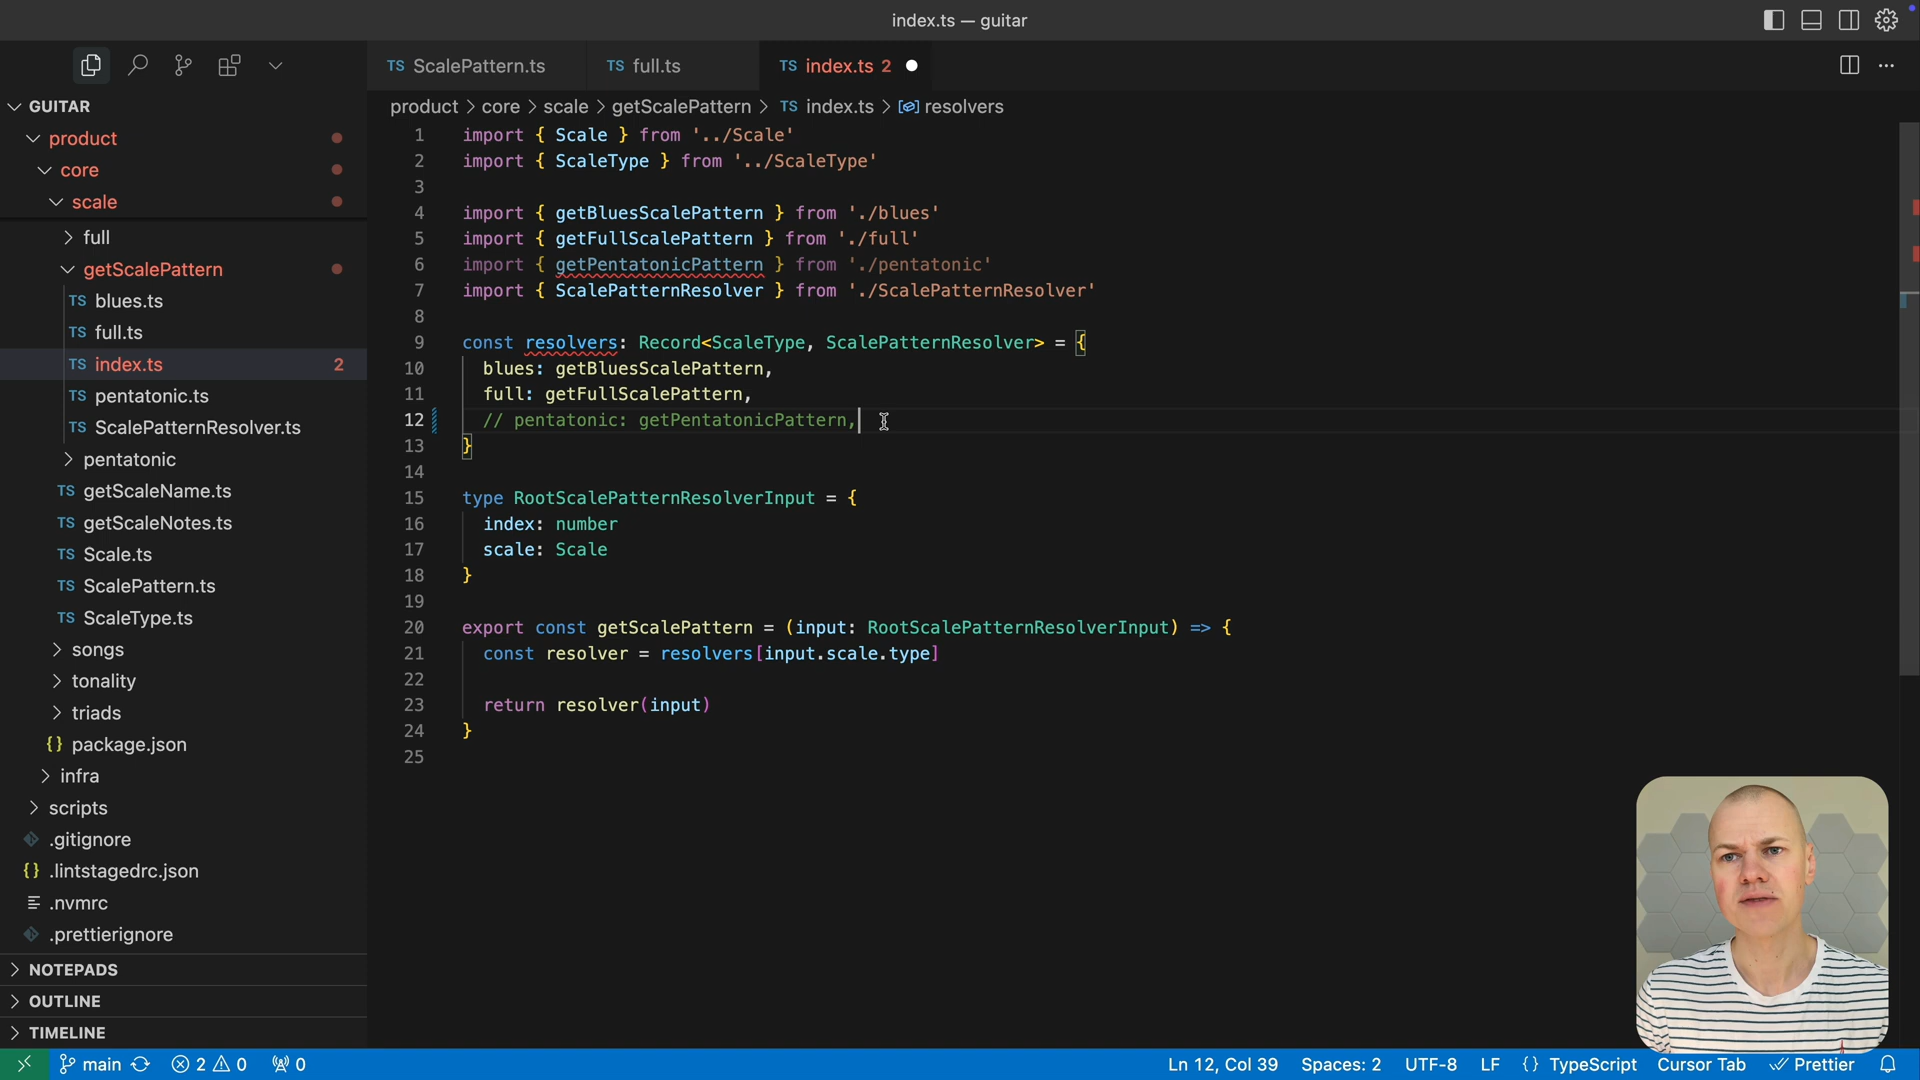 index.ts — guitar
TS ScalePattern.ts
TS full.ts
TS index.ts 2
GUITAR
product > core > scale > getScalePattern > TS index.ts > resolvers
product
core
scale
full
getScalePattern
TS blues.ts
TS full.ts
TS index.ts 2
TS pentatonic.ts
TS ScalePatternResolver.ts
pentatonic
TS getScaleName.ts
TS getScaleNotes.ts
TS Scale.ts
TS ScalePattern.ts
TS ScaleType.ts
songs
tonality
triads
{} package.json
infra
scripts
.gitignore
{} .lintstagedrc.json
.nvmrc
.prettierignore
NOTEPADS
OUTLINE
TIMELINE
1 import { Scale } from '../Scale'
2 import { ScaleType } from '../ScaleType'
3
4 import { getBluesScalePattern } from './blues'
5 import { getFullScalePattern } from './full'
6 import { getPentatonicPattern } from './pentatonic'
7 import { ScalePatternResolver } from './ScalePatternResolver'
8
9 const resolvers: Record<ScaleType, ScalePatternResolver> = {
10 blues: getBluesScalePattern,
11 full: getFullScalePattern,
12 // pentatonic: getPentatonicPattern,
13 }
14
15 type RootScalePatternResolverInput = {
16 index: number
17 scale: Scale
18 }
19
20 export const getScalePattern = (input: RootScalePatternResolverInput) => {
21 const resolver = resolvers[input.scale.type]
22
23 return resolver(input)
24 }
25
main 2 0 0
Ln 12, Col 39 Spaces: 2 UTF-8 LF {} TypeScript Cursor Tab Prettier